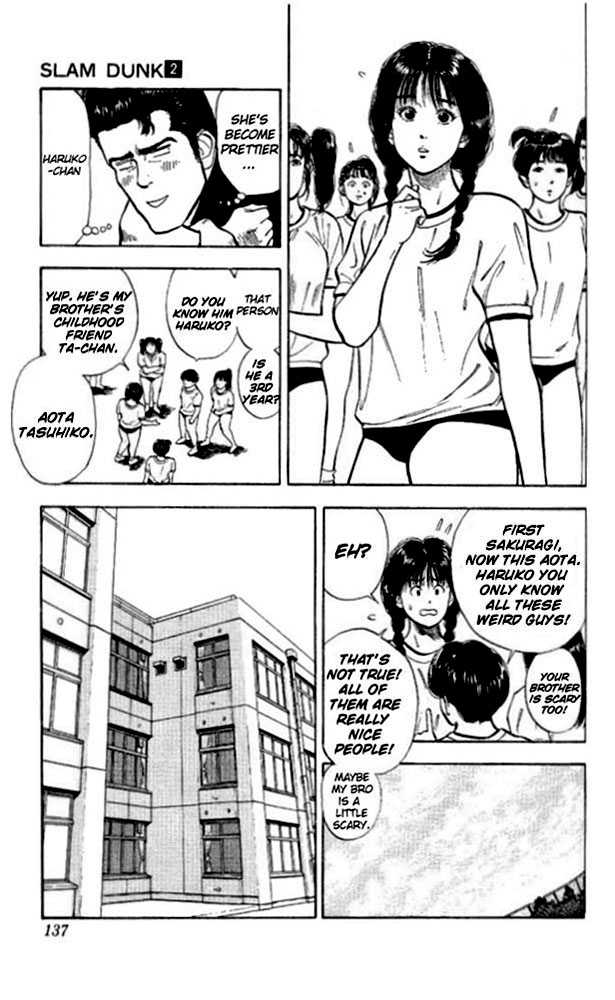 SLAM DUNK 2
SHE'S
BECOME
PRETTIER
...
HARUKO
-CHAN
THAT
PERSON
IS
HE A
3RD
YEAR?
DO YOU
KNOW HIM
HARUKO?
YUP. HE'S MY
BROTHER'S
CHILDHOOD
FRIEND
TA-CHAN.
AOTA
TASUHIKO.
FIRST
SAKURAGI,
NOW THIS AOTA.
HARUKO YOU
ONLY KNOW
ALL THESE
WEIRD GUYS!
YOUR
BROTHER
IS SCARY
TOO!
EH?
THAT'S
NOT TRUE!
ALL OF
THEM ARE
REALLY
NICE
PEOPLE!
MAYBE
MY BRO
IS A
LITTLE
SCARY.
137